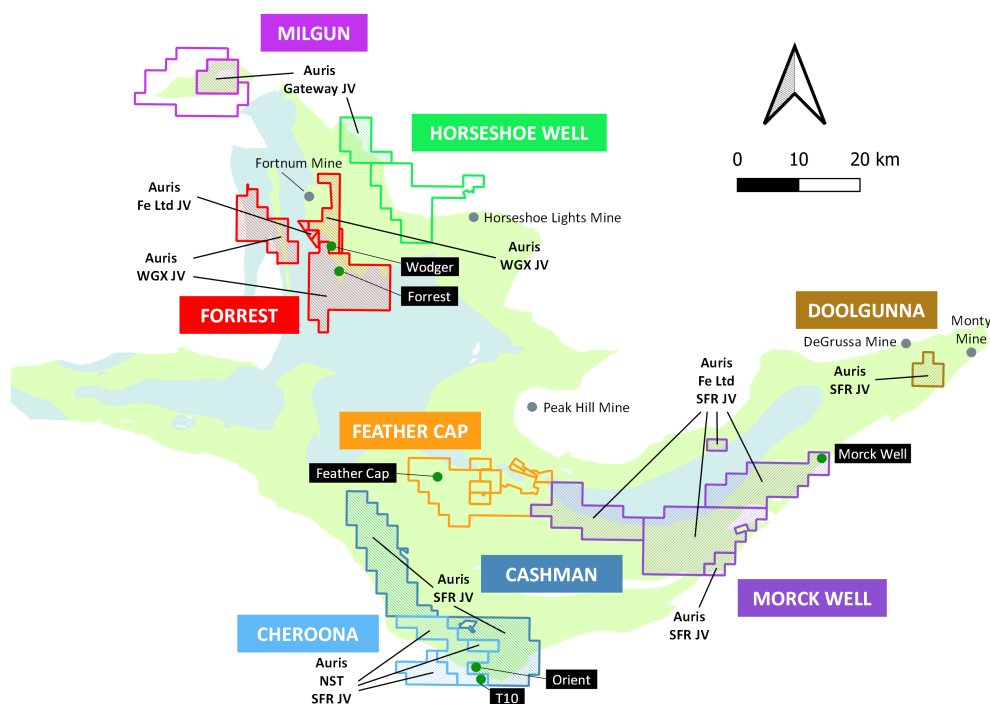 MILGUN
Auris
Gateway JV
HORSESHOE WELL
0 10 20 km
Fortnum Mine
Auris
Fe Ltd JV
Horseshoe Lights Mine
Auris
WGX JV
Auris
WGX JV
Wodger
Forrest
FORREST
DOOLGUNNA
Monty
Mine
DeGrussa Mine
Auris
SFR JV
Auris
Fe Ltd
SFR JV
Peak Hill Mine
FEATHER CAP
Feather Cap
Morck Well
CASHMAN
Auris
SFR JV
MORCK WELL
Auris
SFR JV
CHEROONA
Auris
NST
SFR JV
Orient
T10